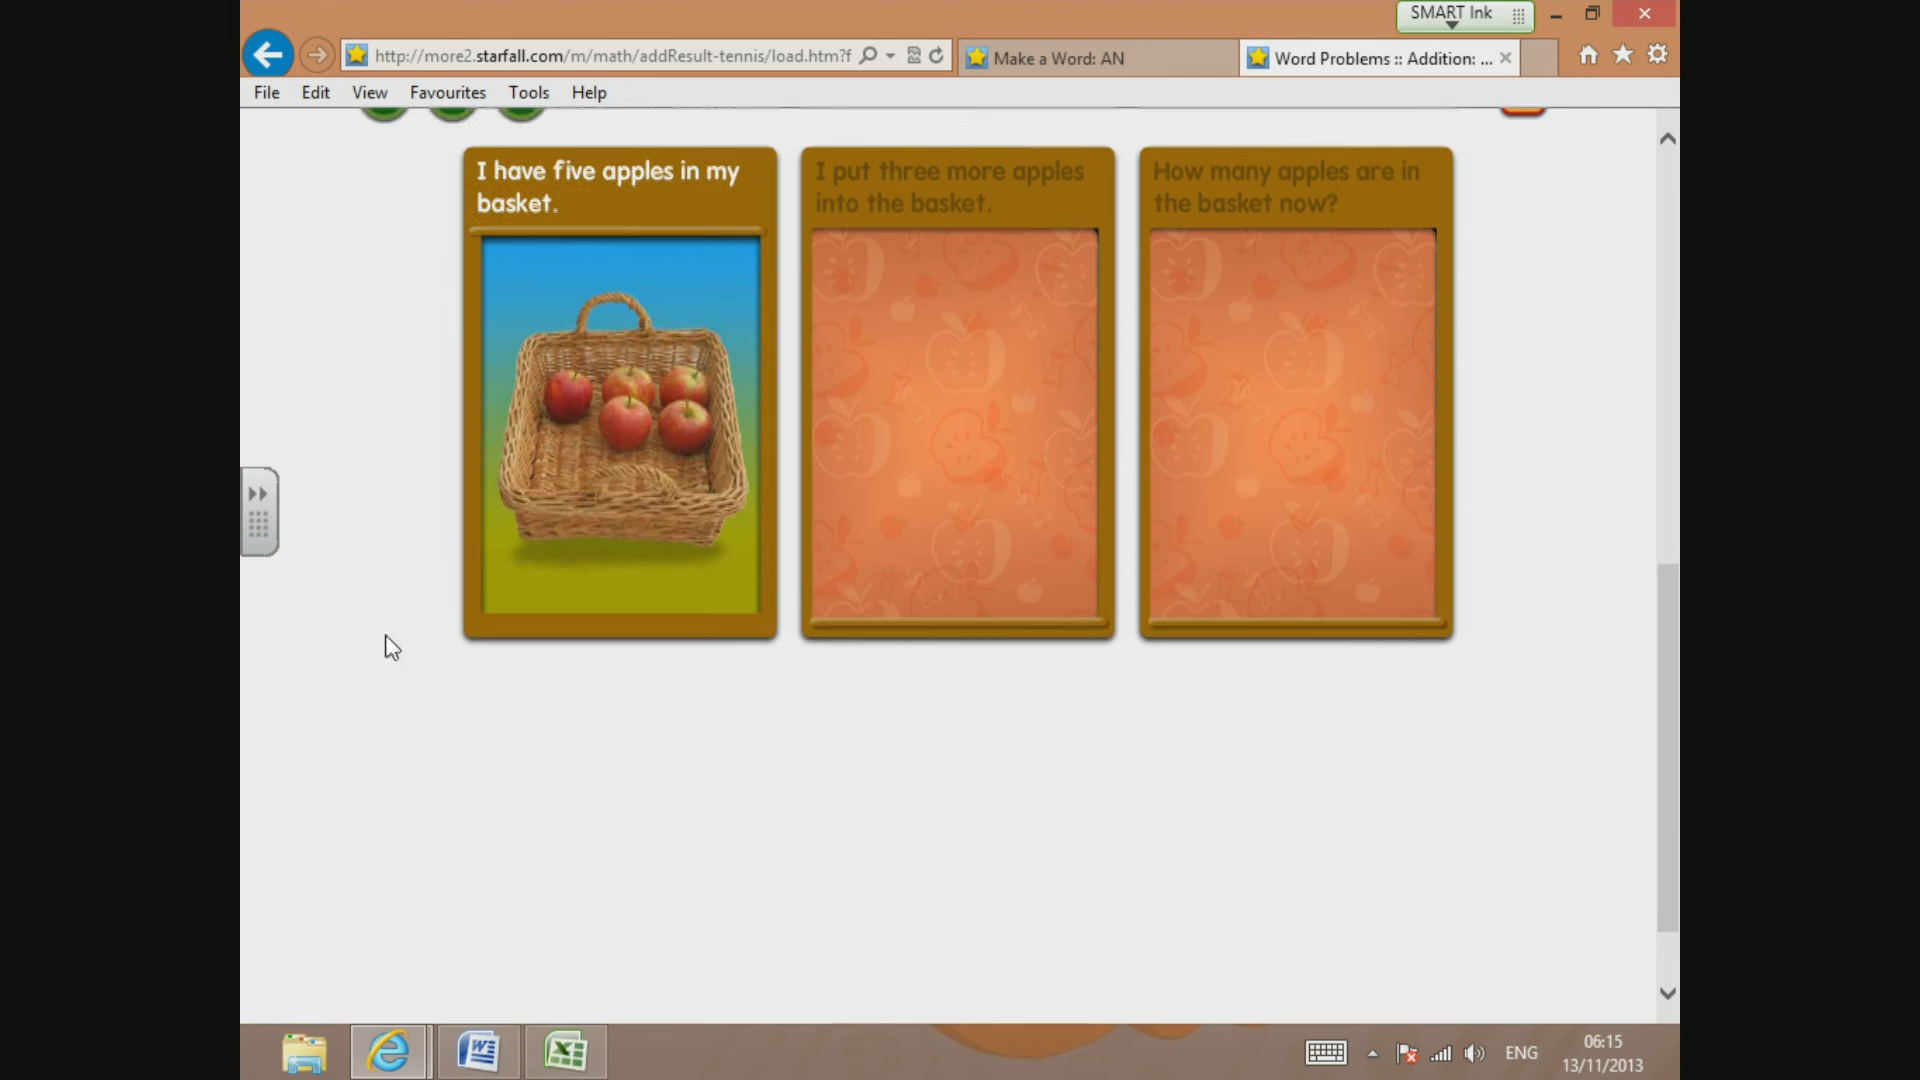 SMART Ink
http://more2.starfall.com/m/math/addResult-tennis/load.htm?f
Make a Word: AN
Word Problems :: Addition: ...
File Edit View Favourites Tools Help
I have five apples in my
basket.
I put three more apples
into the basket.
How many apples are in
the basket now?
ENG
06:15
13/11/2013